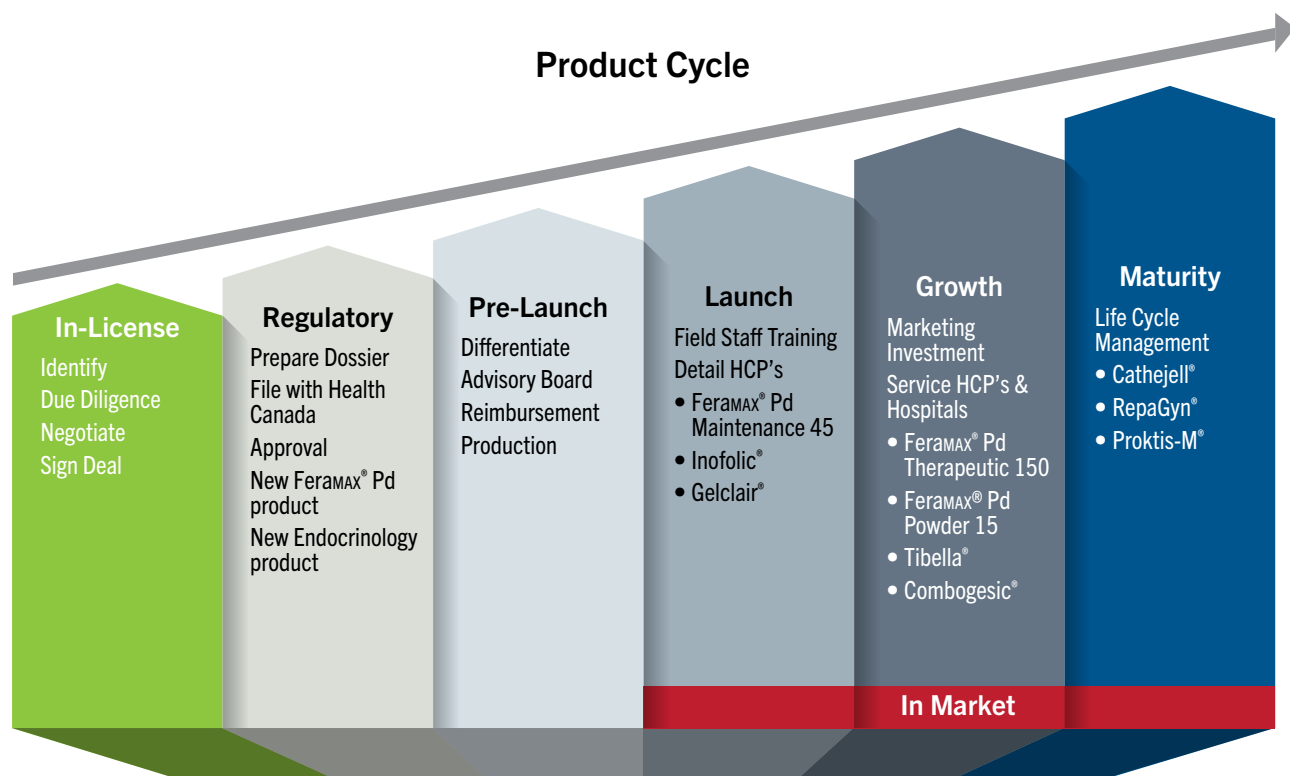 Product Cycle
In-License
Identify
Due Diligence
Negotiate
Sign Deal
Regulatory
Prepare Dossier
File with Health
Canada
Approval
New FeraMAX® Pd
product
New Endocrinology
product
Pre-Launch
Differentiate
Advisory Board
Reimbursement
Production
Launch
Field Staff Training
Detail HCP's
• FeraMAX® Pd
Maintenance 45
• Inofolic®
• Gelclair®
Growth
Marketing
Investment
Service HCP's &
Hospitals
• FeraMAX® Pd
Therapeutic 150
• FeraMAX® Pd
Powder 15
• Tibella®
• Combogesic®
Maturity
Life Cycle
Management
• Cathejell®
• RepaGyn®
• Proktis-M®
In Market